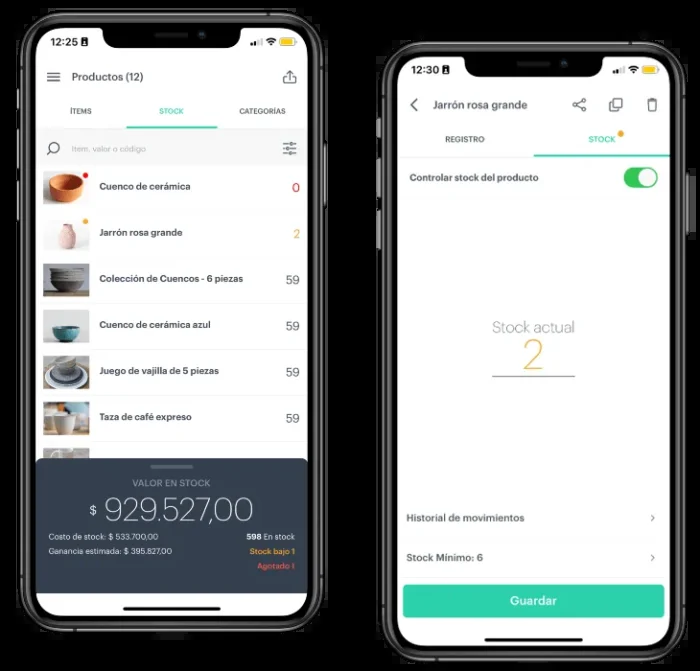 12:25
Productos (12)
ÍTEMS STOCK CATEGORÍAS
Item, valor o código
Cuenco de cerámica 0
Jarrón rosa grande 2
Colección de Cuencos - 6 piezas 59
Cuenco de cerámica azul 59
Juego de vajilla de 5 piezas 59
Taza de café expreso 59
VALOR EN STOCK
$ 929.527,00
Costo de stock: $ 533.700,00 598 En stock
Ganancia estimada: $ 395.827,00 Stock bajo 1
Agotado 1
12:30
Jarrón rosa grande
REGISTRO STOCK
Controlar stock del producto
Stock actual
2
Historial de movimientos
Stock Mínimo: 6
Guardar